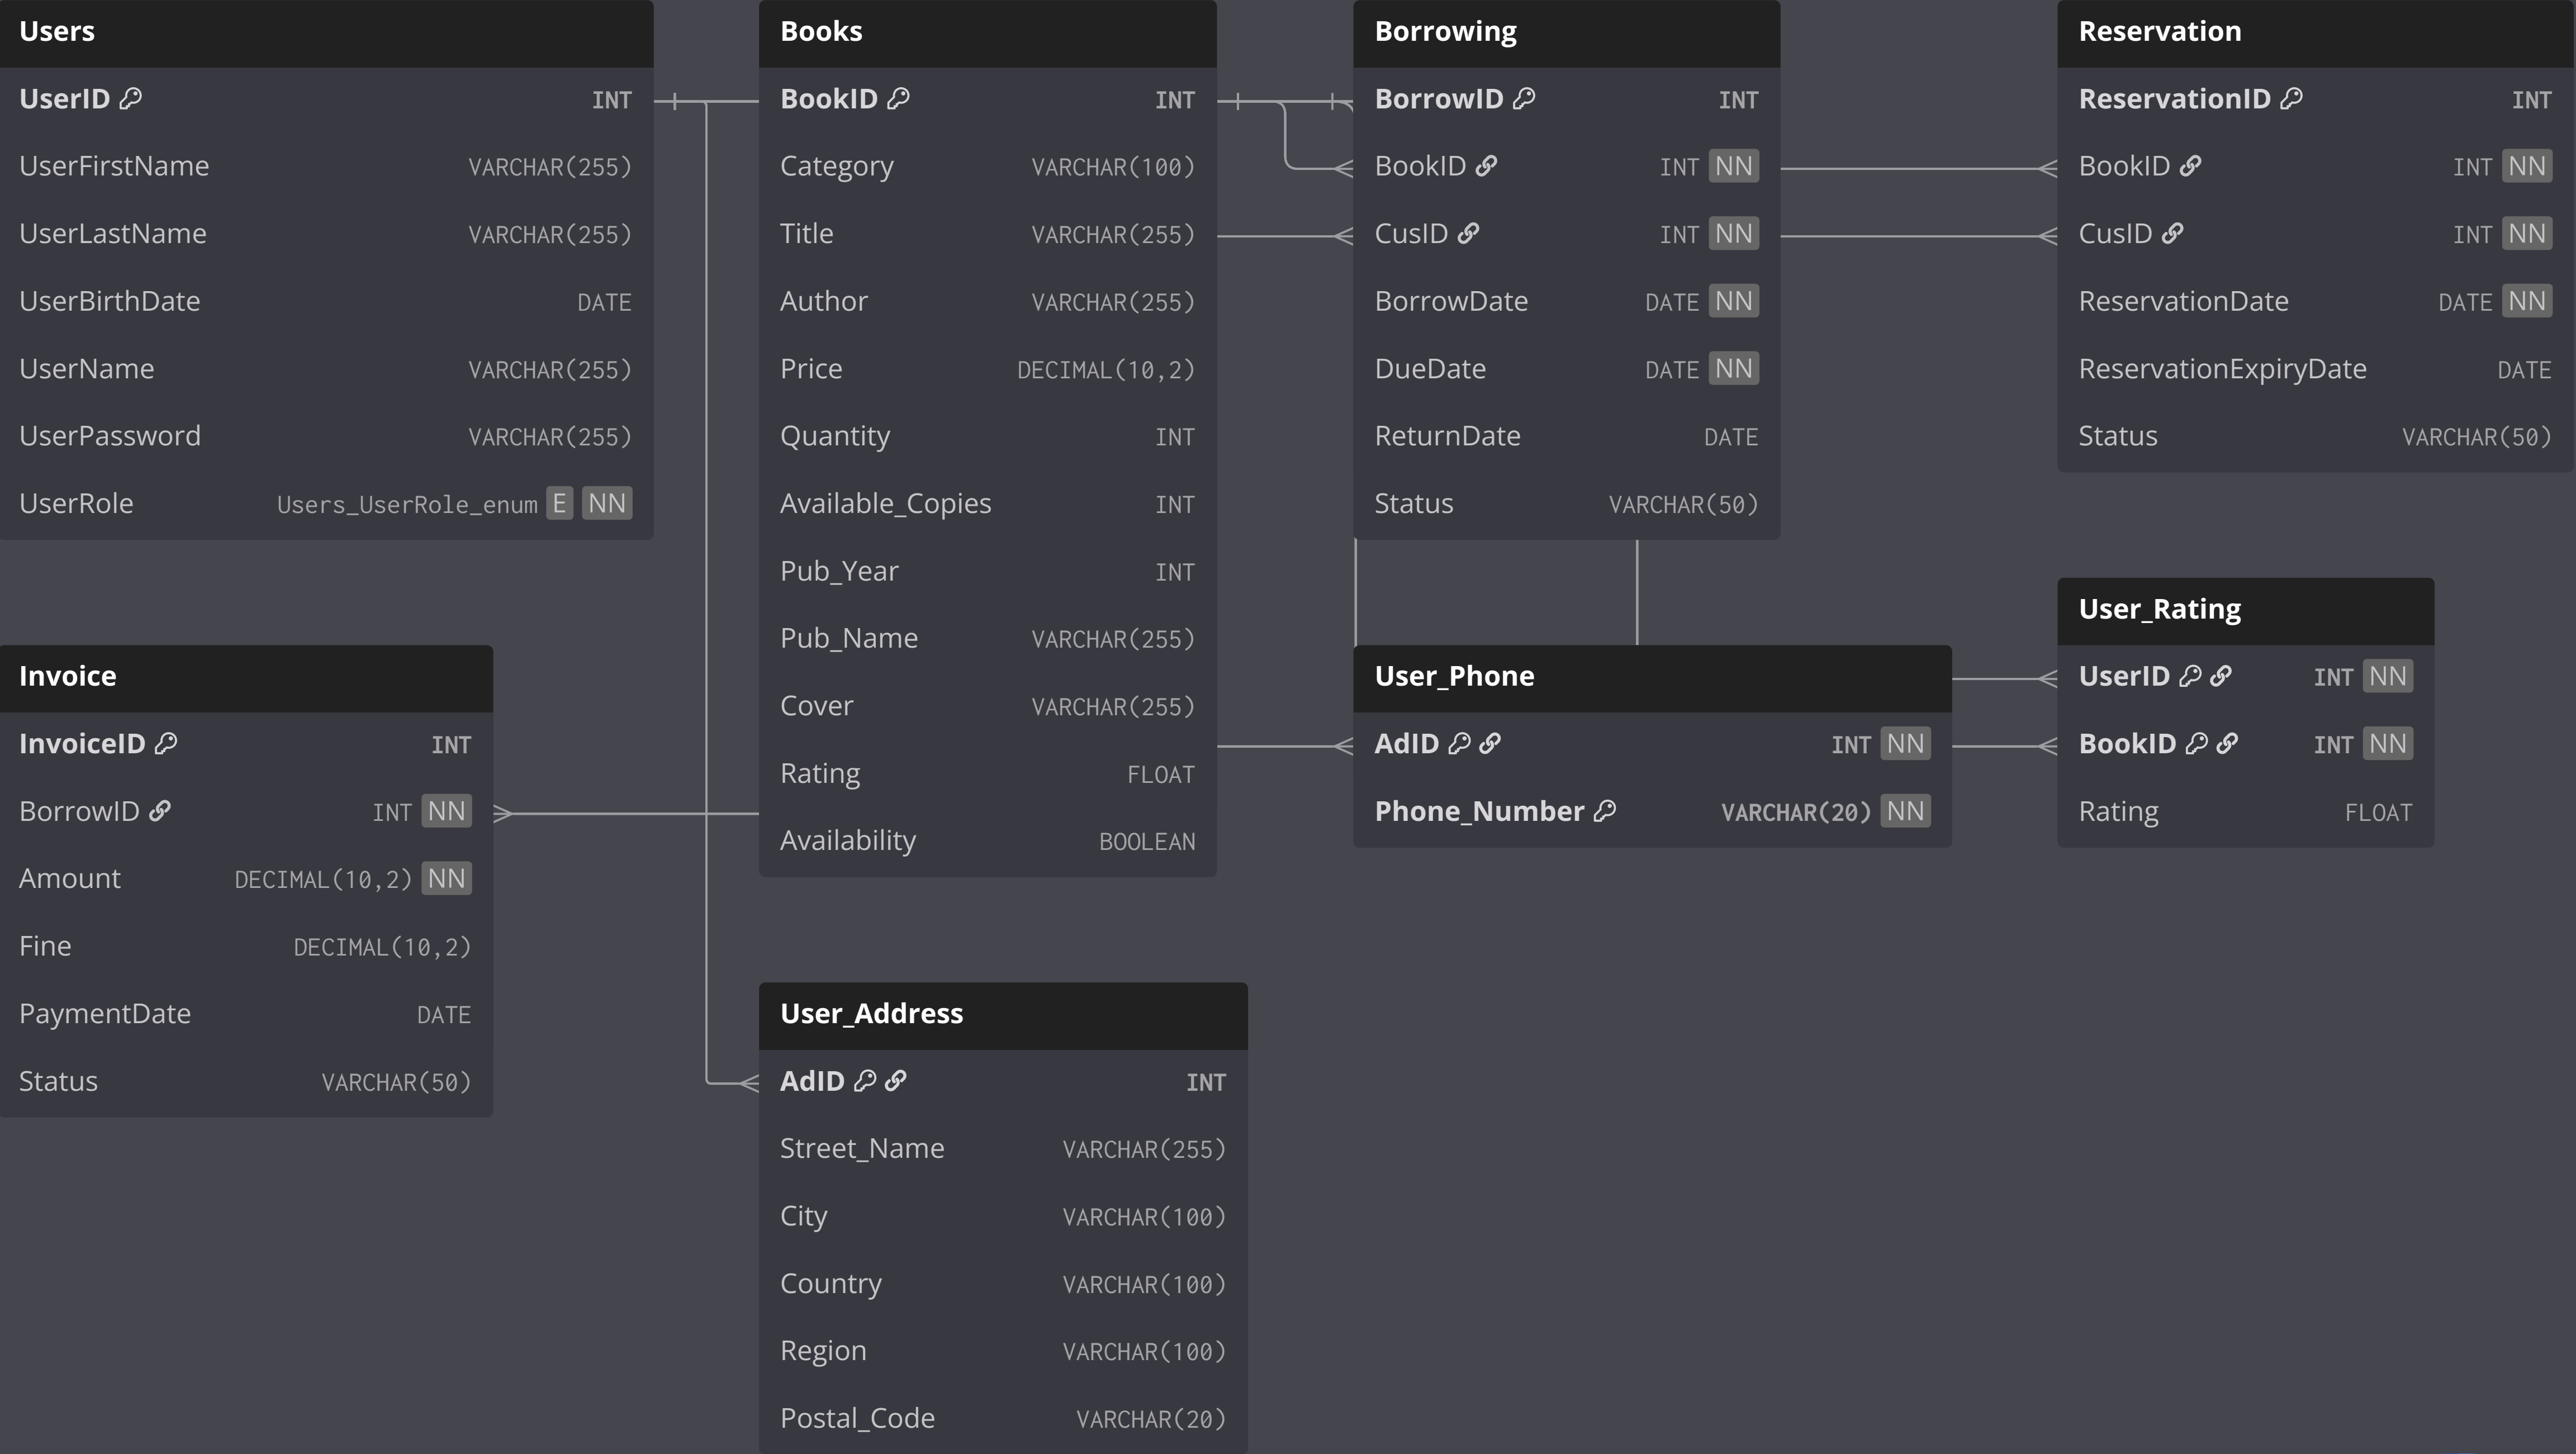 Users
UserID INT
UserFirstName VARCHAR(255)
UserLastName VARCHAR(255)
UserBirthDate DATE
UserName VARCHAR(255)
UserPassword VARCHAR(255)
UserRole Users_UserRole_enum E NN
Books
BookID INT
Category VARCHAR(100)
Title VARCHAR(255)
Author VARCHAR(255)
Price DECIMAL(10,2)
Quantity INT
Available_Copies INT
Pub_Year INT
Pub_Name VARCHAR(255)
Cover VARCHAR(255)
Rating FLOAT
Availability BOOLEAN
Borrowing
BorrowID INT
BookID INT NN
CusID INT NN
BorrowDate DATE NN
DueDate DATE NN
ReturnDate DATE
Status VARCHAR(50)
Reservation
ReservationID INT
BookID INT NN
CusID INT NN
ReservationDate DATE NN
ReservationExpiryDate DATE
Status VARCHAR(50)
Invoice
InvoiceID INT
BorrowID INT NN
Amount DECIMAL(10,2) NN
Fine DECIMAL(10,2)
PaymentDate DATE
Status VARCHAR(50)
User_Phone
AdID INT NN
Phone_Number VARCHAR(20) NN
User_Rating
UserID INT NN
BookID INT NN
Rating FLOAT
User_Address
AdID INT
Street_Name VARCHAR(255)
City VARCHAR(100)
Country VARCHAR(100)
Region VARCHAR(100)
Postal_Code VARCHAR(20)